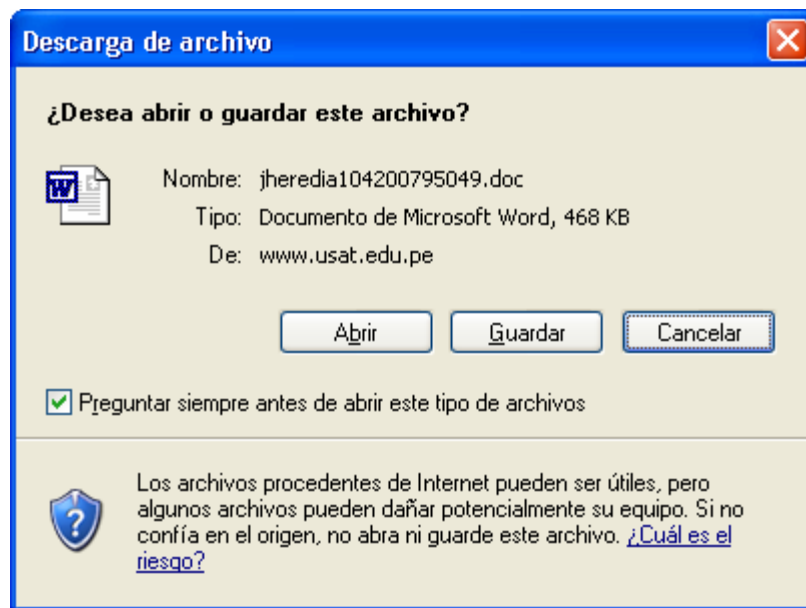 Descarga de archivo
¿Desea abrir o guardar este archivo?
Nombre: jheredia104200795049.doc
Tipo: Documento de Microsoft Word, 468 KB
De: www.usat.edu.pe
Abrir Guardar Cancelar
Preguntar siempre antes de abrir este tipo de archivos
Los archivos procedentes de Internet pueden ser útiles, pero
algunos archivos pueden dañar potencialmente su equipo. Si no
confía en el origen, no abra ni guarde este archivo. ¿Cuál es el
riesgo?